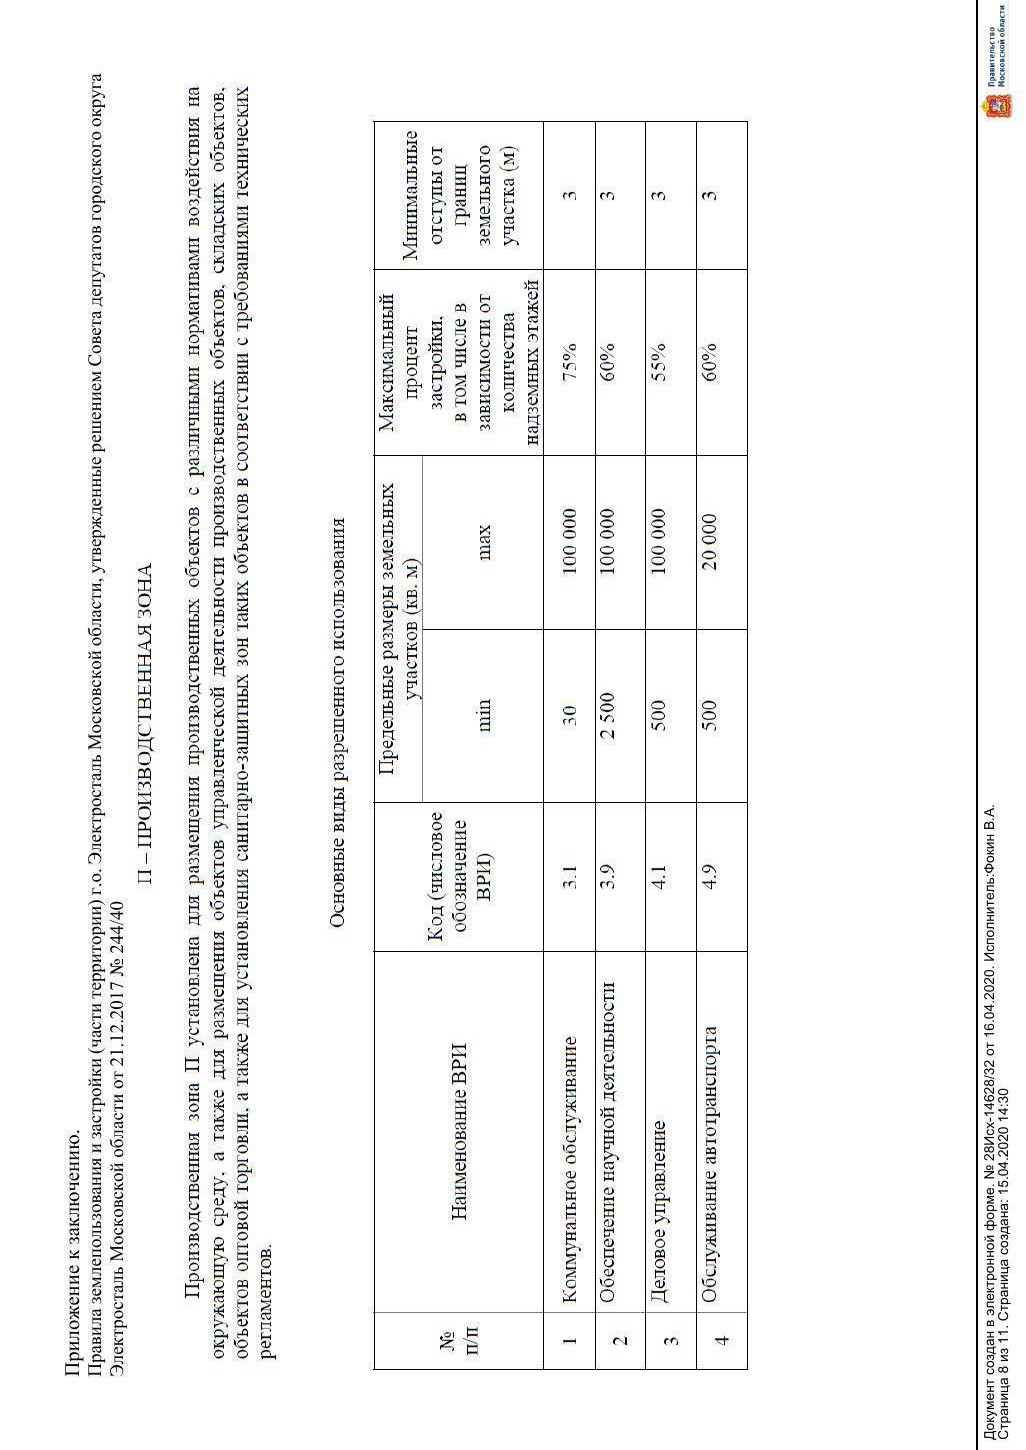 Приложение к заключению.
Правила землепользования и застройки (части территории) г.о. Электросталь Московской области, утвержденные решением Совета депутатов городского округа
Электросталь Московской области от 21.12.2017 № 244/40
П – ПРОИЗВОДСТВЕННАЯ ЗОНА
Производственная зона П установлена для размещения производственных объектов с различными нормативами воздействия на
окружающую среду, а также для размещения объектов управленческой деятельности производственных объектов, складских объектов,
объектов оптовой торговли, а также для установления санитарно-защитных зон таких объектов в соответствии с требованиями технических
регламентов.
Основные виды разрешенного использования
№
п/п
Наименование ВРИ
Код (числовое
обозначение
ВРИ)
Предельные размеры земельных
участков (кв. м)
min
max
Максимальный
процент
застройки,
в том числе в
зависимости от
количества
надземных этажей
Минимальные
отступы от
границ
земельного
участка (м)
1 Коммунальное обслуживание 3.1 30 100 000 75% 3
2 Обеспечение научной деятельности 3.9 2 500 100 000 60% 3
3 Деловое управление 4.1 500 100 000 55% 3
4 Обслуживание автотранспорта 4.9 500 20 000 60% 3
Документ создан в электронной форме. № 28Исх-14628/32 от 16.04.2020. Исполнитель:Фокин В.А.
Страница 8 из 11. Страница создана: 15.04.2020 14:30
Правительство
Московской области